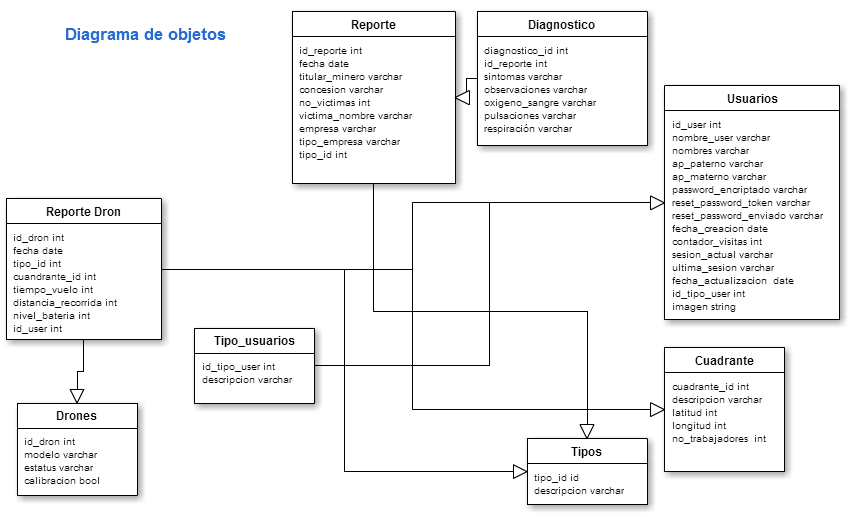 Diagrama de objetos
Reporte
id_reporte int
fecha date
titular_minero varchar
concesion varchar
no_victimas int
victima_nombre varchar
empresa varchar
tipo_empresa varchar
tipo_id int
Diagnostico
diagnostico_id int
id_reporte int
sintomas varchar
observaciones varchar
oxigeno_sangre varchar
pulsaciones varchar
respiración varchar
Usuarios
id_user int
nombre_user varchar
nombres varchar
ap_paterno varchar
ap_materno varchar
password_encriptado varchar
reset_password_token varchar
reset_password_enviado varchar
fecha_creacion date
contador_visitas int
sesion_actual varchar
ultima_sesion varchar
fecha_actualizacion date
id_tipo_user int
imagen string
Reporte Dron
id_dron int
fecha date
tipo_id int
cuandrante_id int
tiempo_vuelo int
distancia_recorrida int
nivel_bateria int
id_user int
Tipo_usuarios
id_tipo_user int
descripcion varchar
Cuadrante
cuadrante_id int
descripcion varchar
latitud int
longitud int
no_trabajadores int
Drones
id_dron int
modelo varchar
estatus varchar
calibracion bool
Tipos
tipo_id id
descripcion varchar